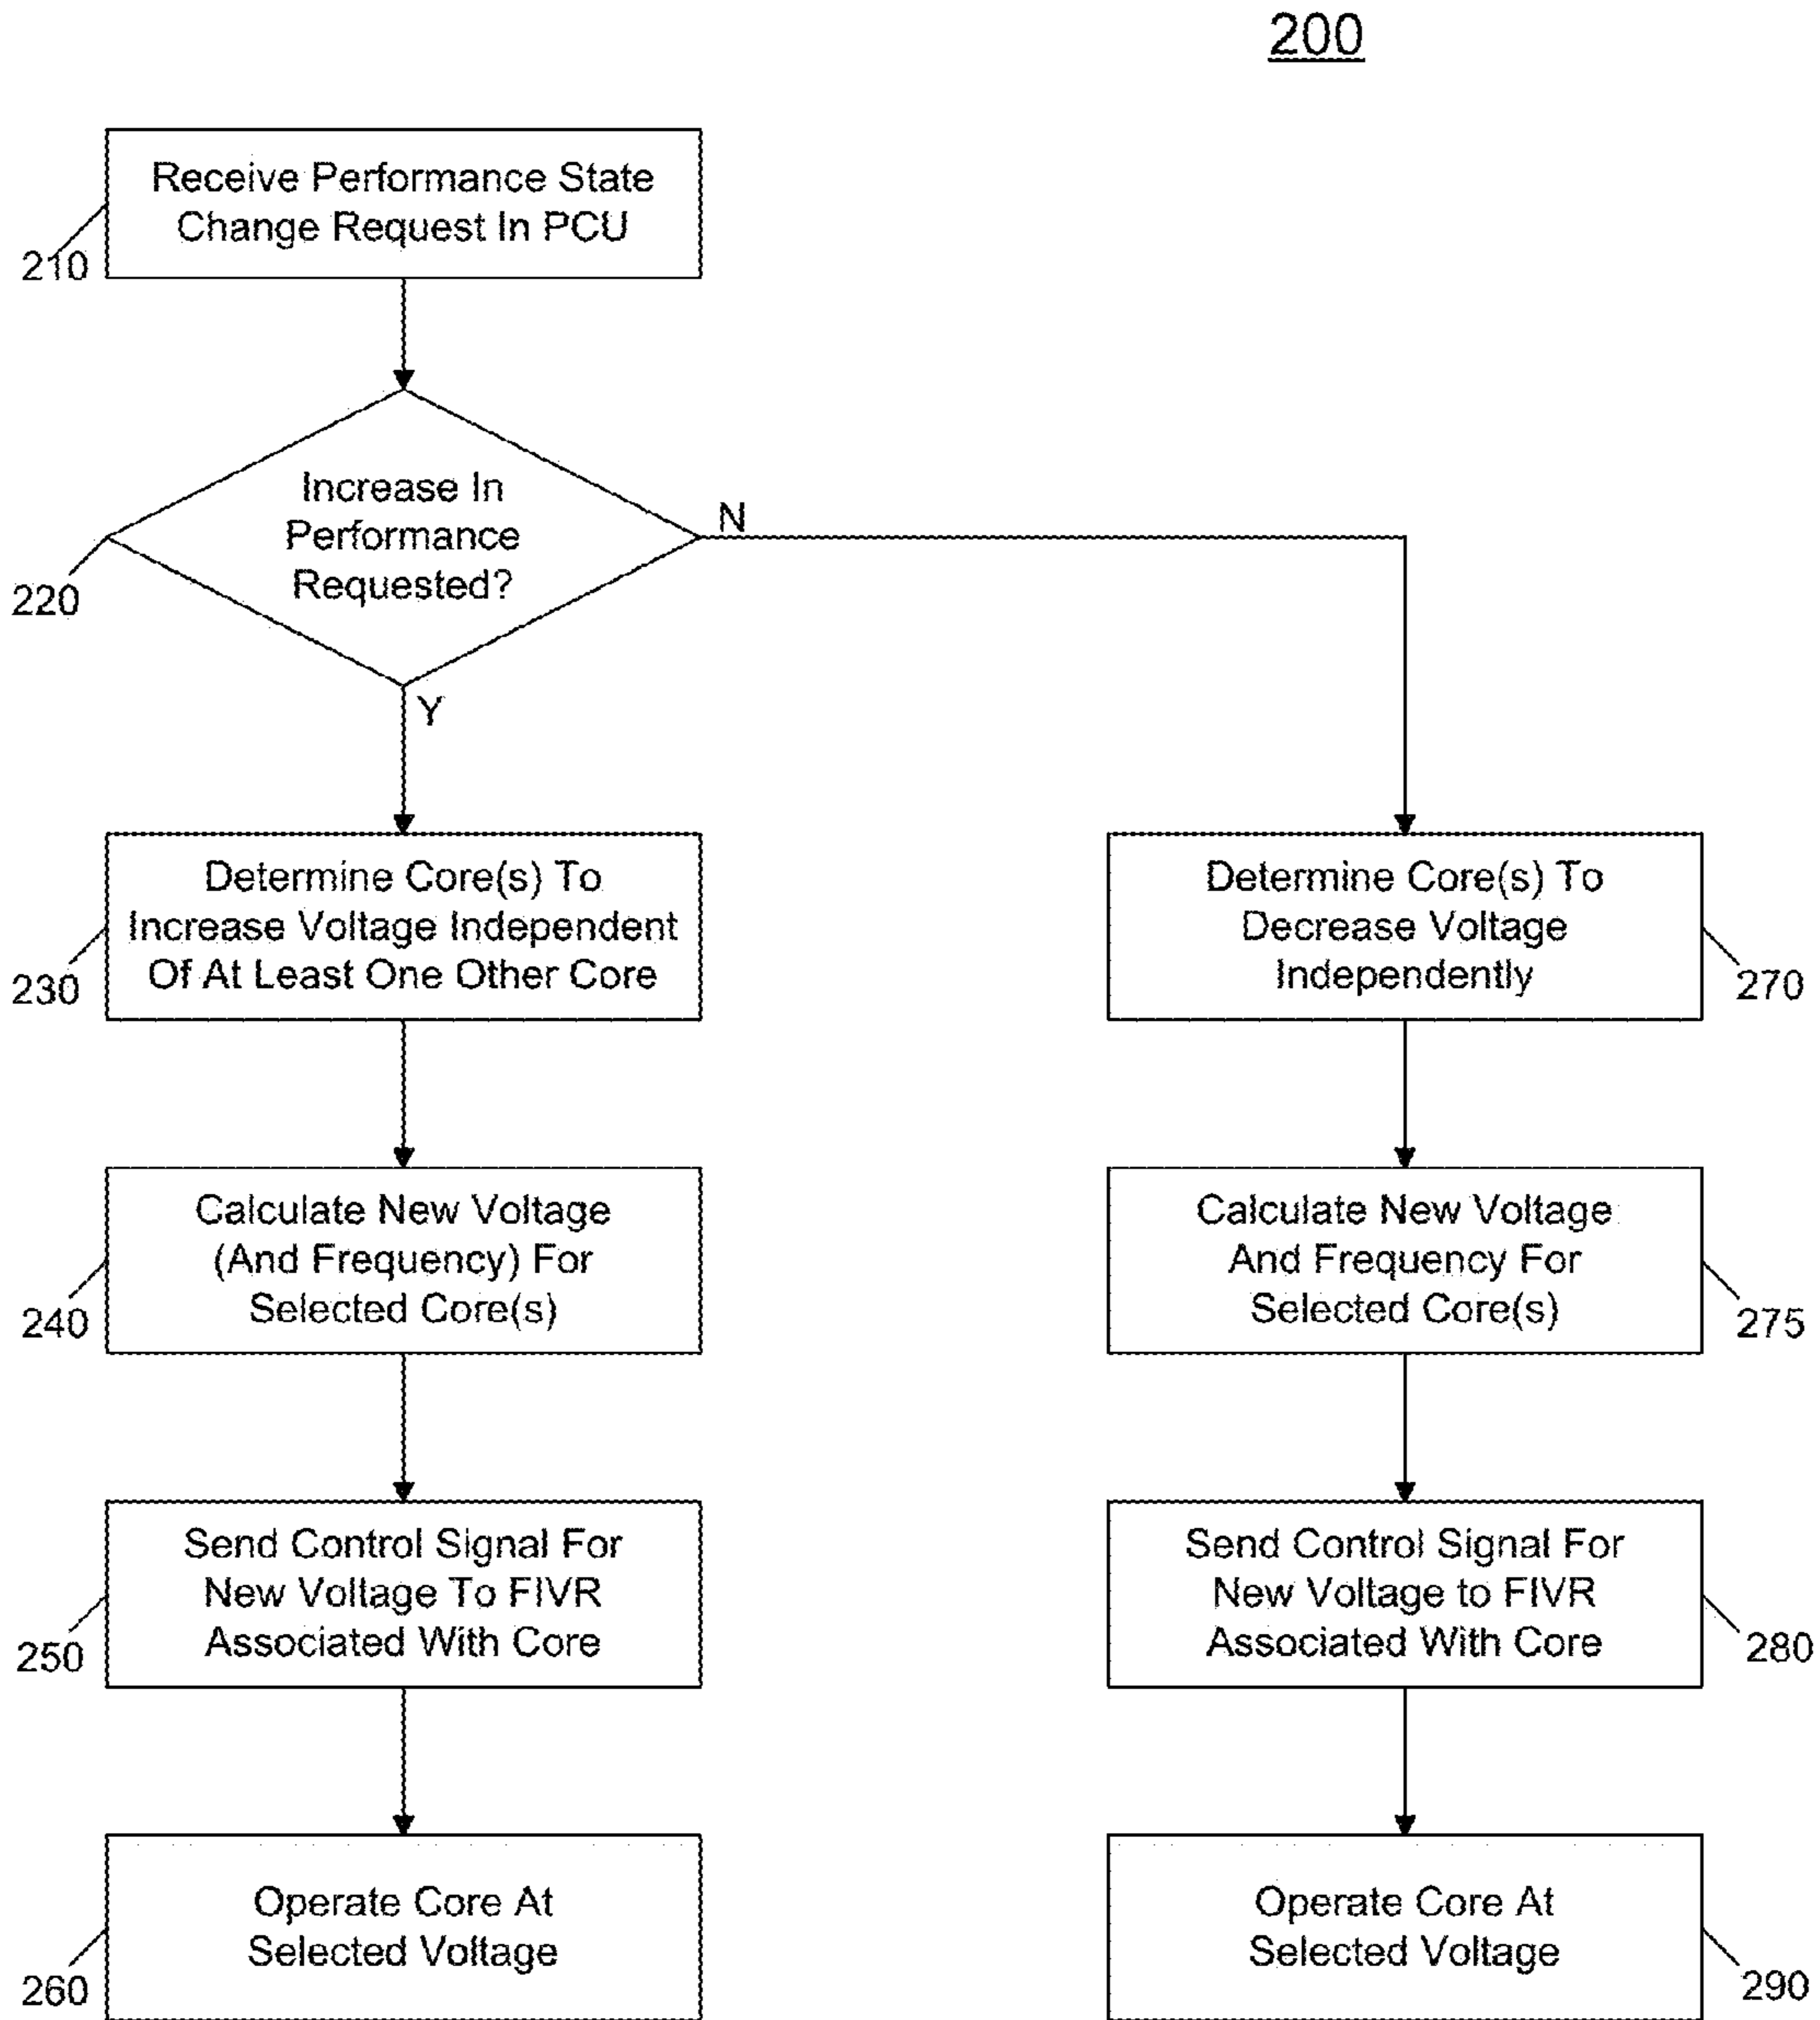 200
Receive Performance State
Change Request In PCU
210
Increase In
Performance
Requested?
220
N
Y
Determine Core(s) To
Increase Voltage Independent
Of At Least One Other Core
230
Determine Core(s) To
Decrease Voltage
Independently
270
Calculate New Voltage
(And Frequency) For
Selected Core(s)
240
Calculate New Voltage
And Frequency For
Selected Core(s)
275
Send Control Signal For
New Voltage To FIVR
Associated With Core
250
Send Control Signal For
New Voltage to FIVR
Associated With Core
280
Operate Core At
Selected Voltage
260
Operate Core At
Selected Voltage
290